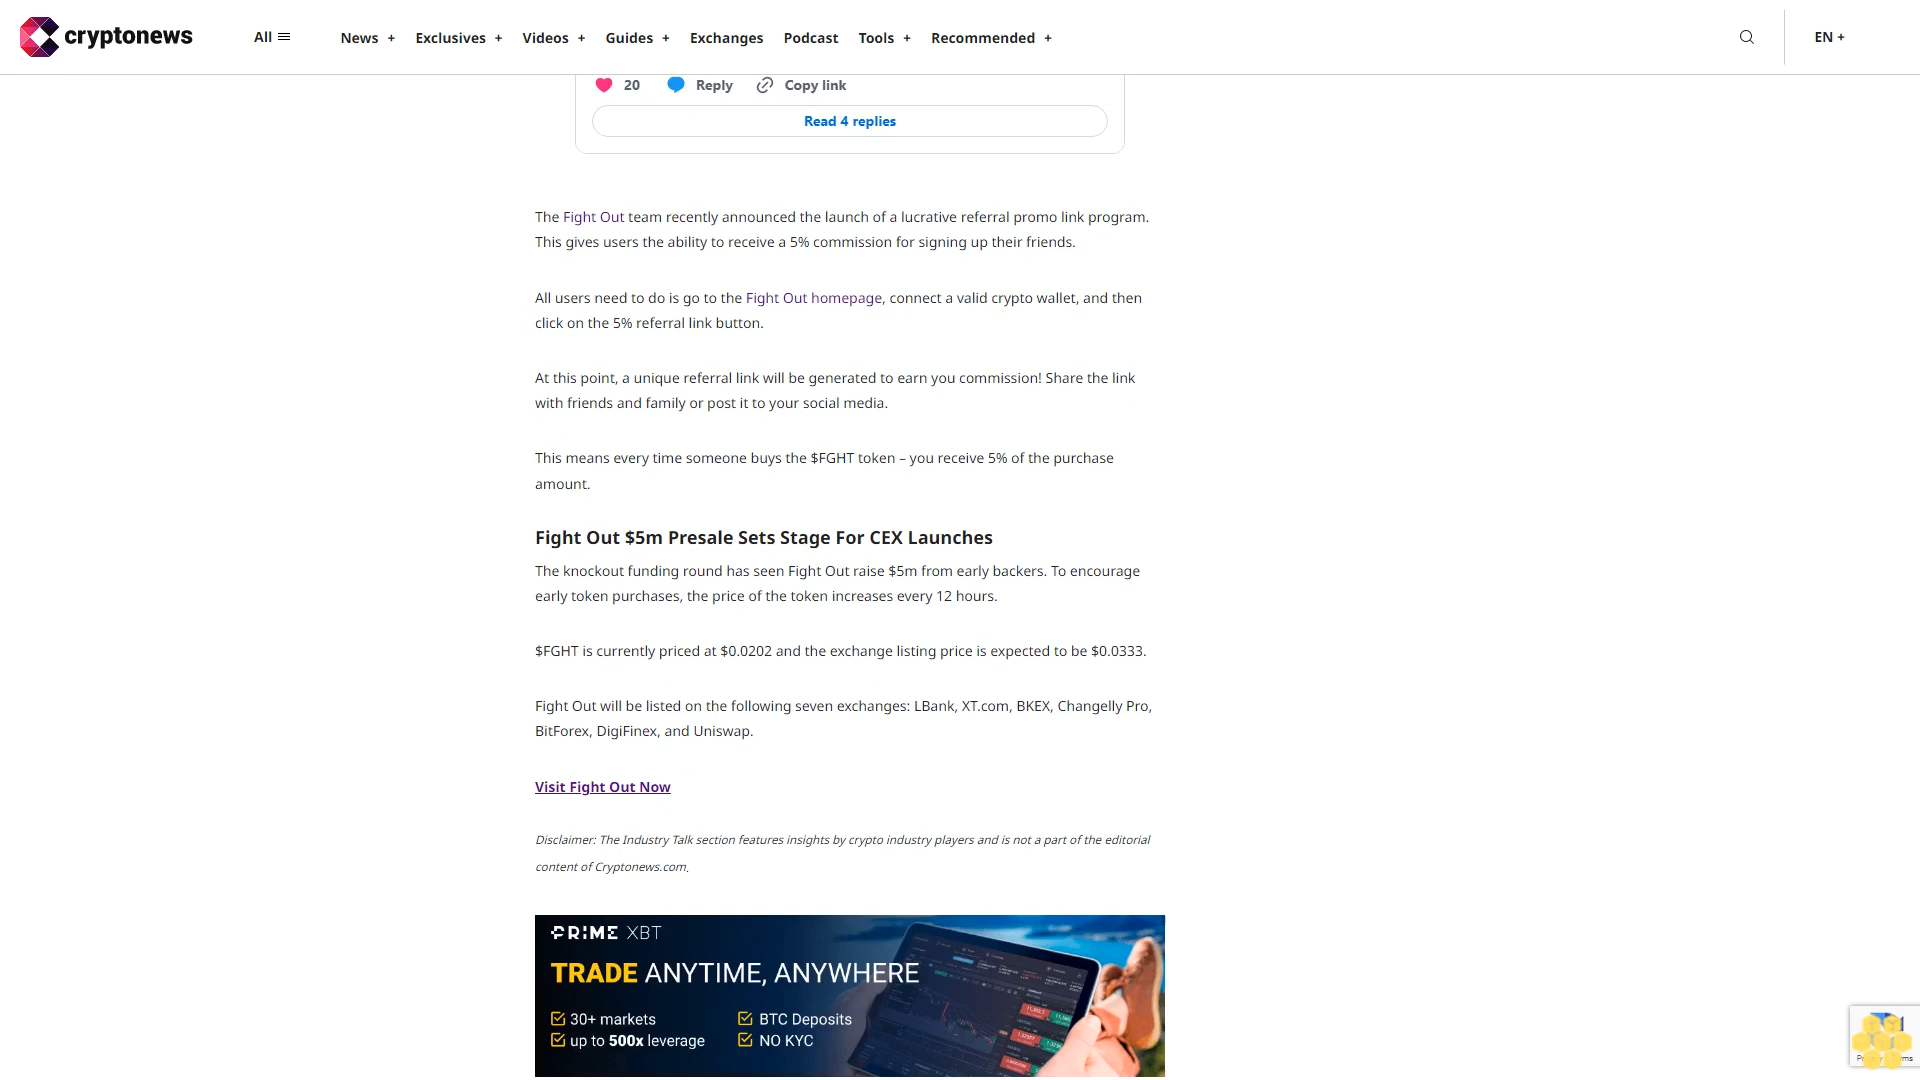 cryptonews
All
News +
Exclusives +
Videos +
Guides +
Exchanges
Podcast
Tools +
Recommended +
EN +
20
Reply
Copy link
Read 4 replies
The Fight Out team recently announced the launch of a lucrative referral promo link program.
This gives users the ability to receive a 5% commission for signing up their friends.
All users need to do is go to the Fight Out homepage, connect a valid crypto wallet, and then
click on the 5% referral link button.
At this point, a unique referral link will be generated to earn you commission! Share the link
with friends and family or post it to your social media.
This means every time someone buys the $FGHT token – you receive 5% of the purchase
amount.
Fight Out $5m Presale Sets Stage For CEX Launches
The knockout funding round has seen Fight Out raise $5m from early backers. To encourage
early token purchases, the price of the token increases every 12 hours.
$FGHT is currently priced at $0.0202 and the exchange listing price is expected to be $0.0333.
Fight Out will be listed on the following seven exchanges: LBank, XT.com, BKEX, Changelly Pro,
BitForex, DigiFinex, and Uniswap.
Visit Fight Out Now
Disclaimer: The Industry Talk section features insights by crypto industry players and is not a part of the editorial
content of Cryptonews.com.
PRIME XBT
TRADE ANYTIME, ANYWHERE
30+ markets
BTC Deposits
up to 500x leverage
NO KYC